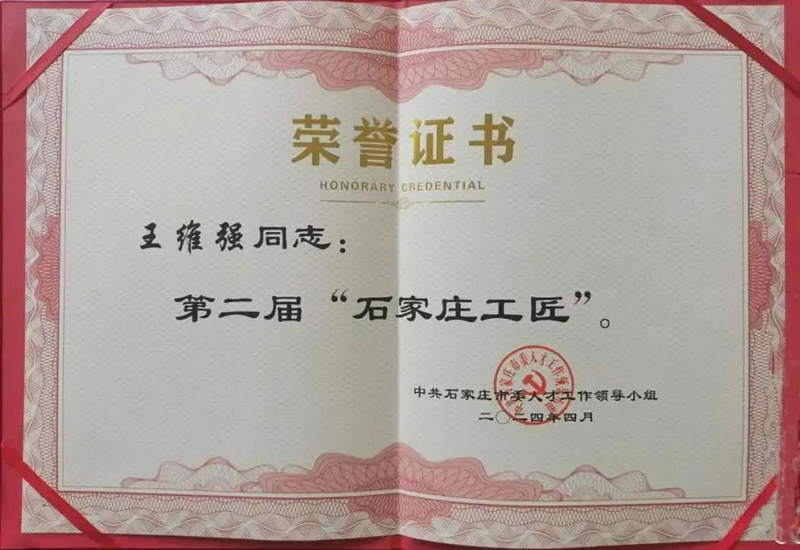 荣誉证书
HONORARY CREDENTIAL
王维强同志：
第二届“石家庄工匠”。
中共石家庄市委人才工作领导小组
二〇二四年四月